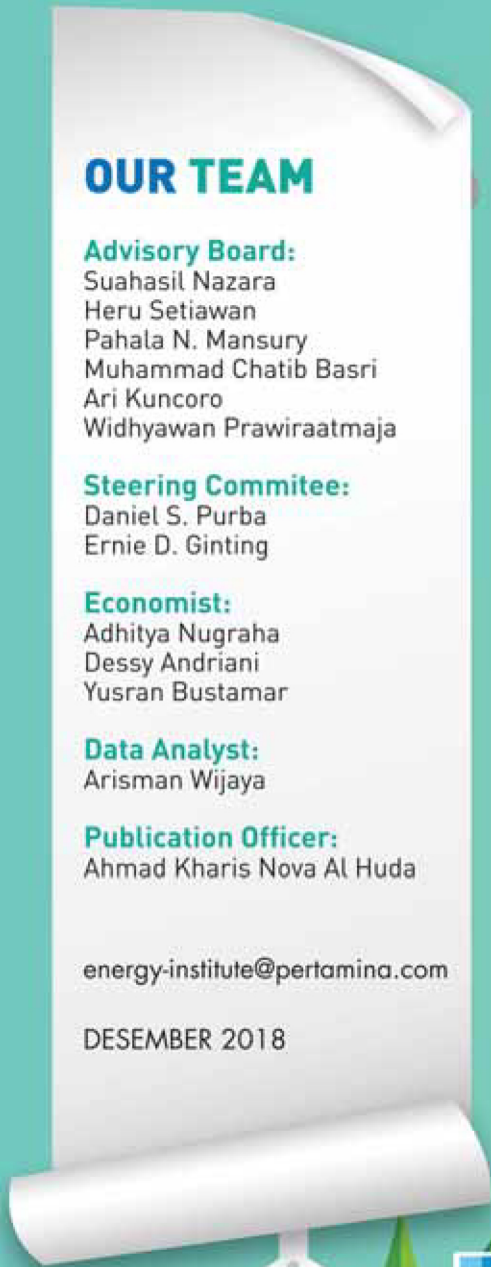 OUR TEAM
Advisory Board:
Suahasil Nazara
Heru Setiawan
Pahala N. Mansury
Muhammad Chatib Basri
Ari Kuncoro
Widhyawan Prawiraatmaja
Steering Commitee:
Daniel S. Purba
Ernie D. Ginting
Economist:
Adhitya Nugraha
Dessy Andriani
Yusran Bustamar
Data Analyst:
Arisman Wijaya
Publication Officer:
Ahmad Kharis Nova Al Huda
energy-institute@pertamina.com
DESEMBER 2018